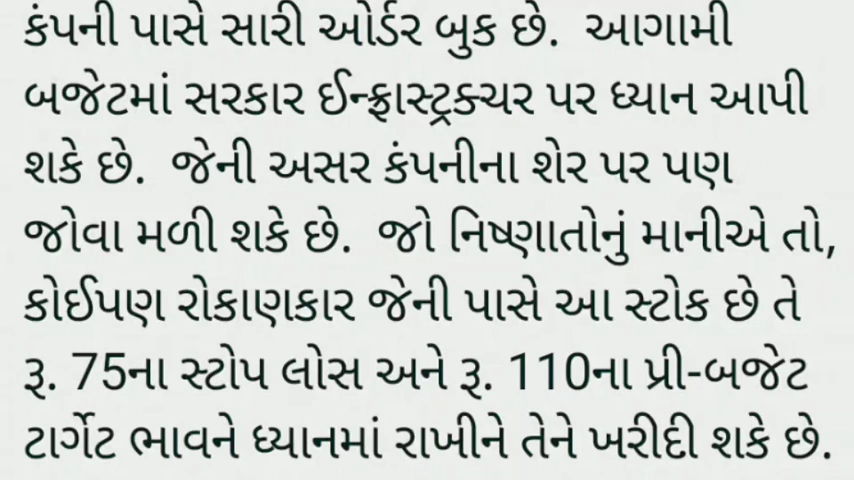 કંપની પાસે સારી ઓર્ડર બુક છે. આગામી
બજેટમાં સરકાર ઈન્ફ્રાસ્ટ્રક્ચર પર ધ્યાન આપી
શકે છે. જેની અસર કંપનીના શેર પર પણ
જોવા મળી શકે છે. જો નિષ્ણાતોનું માનીએ તો,
કોઈપણ રોકાણકાર જેની પાસે આ સ્ટોક છે તે
રૂ. 75ના સ્ટોપ લોસ અને રૂ. 110ના પ્રી-બજેટ
ટાર્ગેટ ભાવને ધ્યાનમાં રાખીને તેને ખરીદી શકે છે.